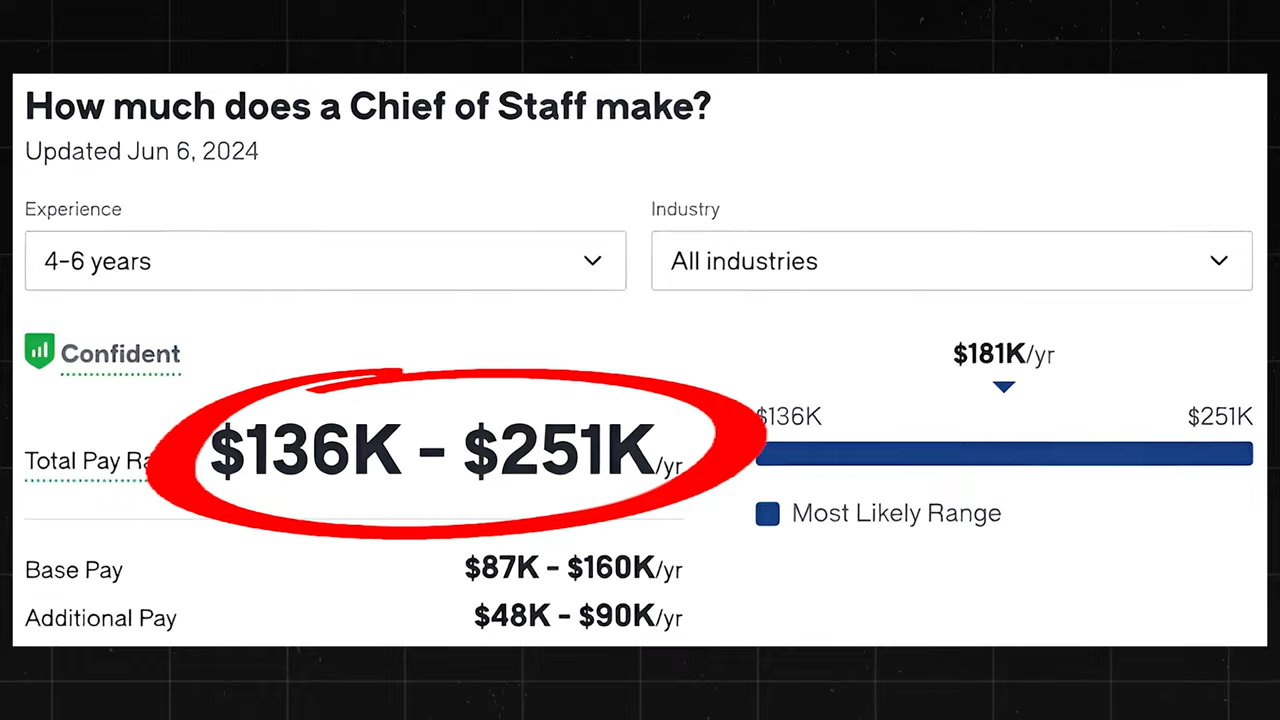 How much does a Chief of Staff make?
Updated Jun 6, 2024
Experience
Industry
4-6 years
All industries
Confident
$181K/yr
$136K
$251K
Total Pay Ra
$136K - $251K/yr
Most Likely Range
Base Pay
$87K - $160K/yr
Additional Pay
$48K - $90K/yr